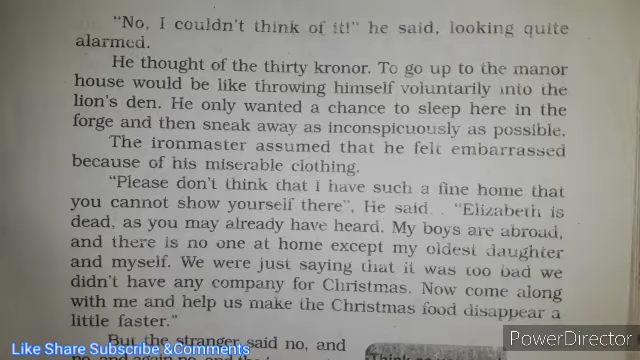 "No, I couldn't think of it!" he said, looking quite
alarmed.
He thought of the thirty kronor. To go up to the manor
house would be like throwing himself voluntarily into the
lion's den. He only wanted a chance to sleep here in the
forge and then sneak away as inconspicuously as possible.
The ironmaster assumed that he felt embarrassed
because of his miserable clothing.
"Please don't think that I have such a fine home that
you cannot show yourself there", He said. . "Elizabeth is
dead, as you may already have heard. My boys are abroad,
and there is no one at home except my oldest daughter
and myself. We were just saying that it was too bad we
didn't have any company for Christmas. Now come along
with me and help us make the Christmas food disappear a
little faster."
But the stranger said no, and
Like Share Subscribe &Comments
PowerDirector